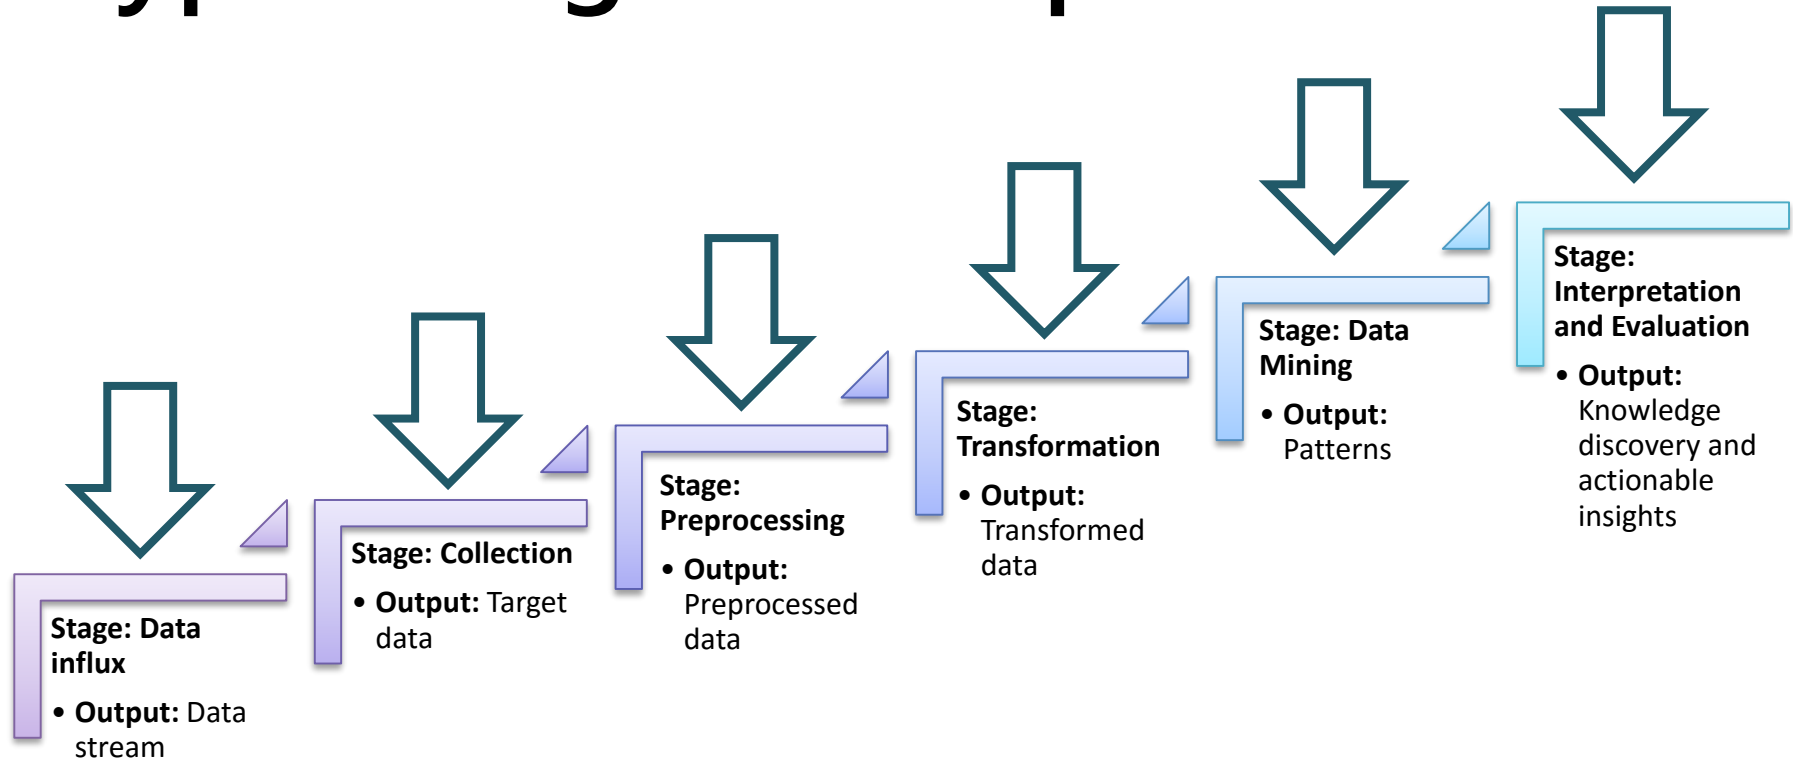 Stage: Data
influx
• Output: Data
stream
Stage: Collection
• Output: Target
data
Stage:
Preprocessing
• Output:
Preprocessed
data
Stage:
Transformation
• Output:
Transformed
data
Stage: Data
Mining
• Output:
Patterns
Stage:
Interpretation
and Evaluation
• Output:
Knowledge
discovery and
actionable
insights